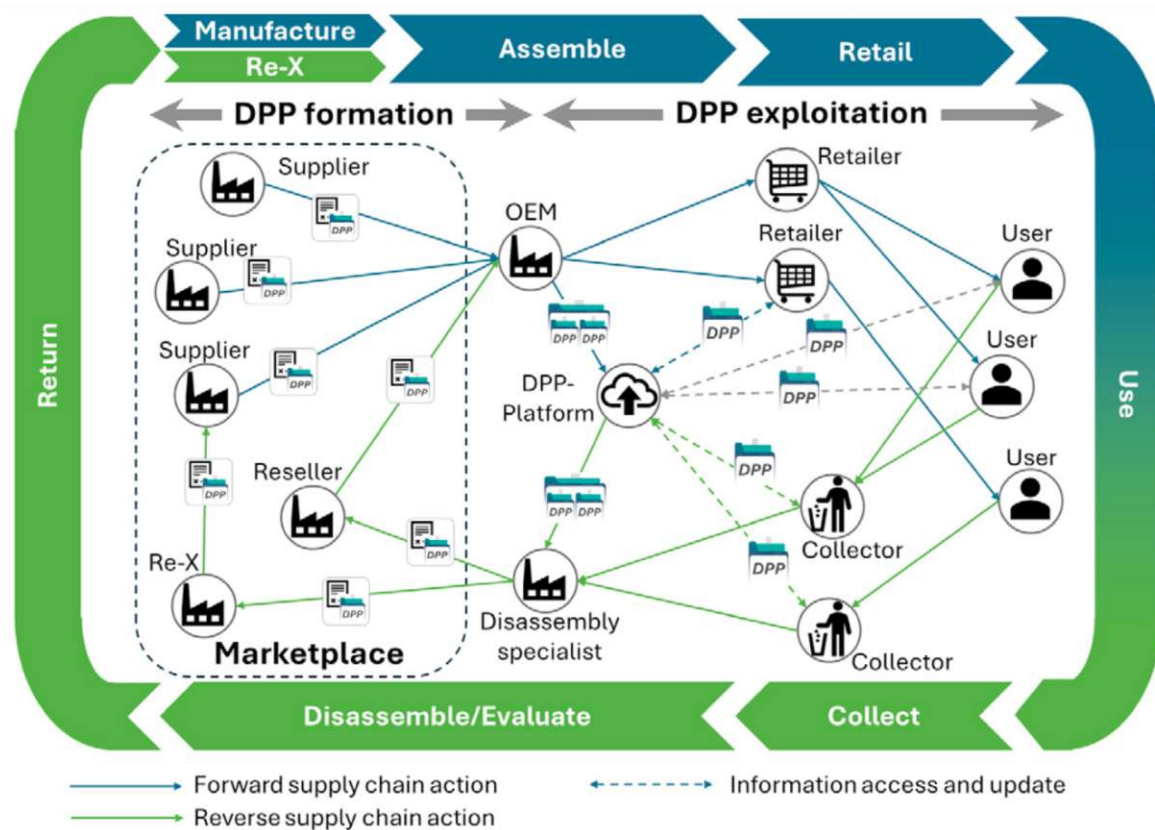 Manufacture
Re-X
Assemble
Retail
DPP formation
DPP exploitation
Supplier
Retailer
DPP
OEM
Supplier
Retailer
User
DPP
DPP
DPP
DPP
Supplier
DPP
DPP
User
DPP
DPP-
Platform
DPP
Return
Use
Reseller
DPP
User
DPP
DPP
DPP
Collector
DPP
DPP
Re-X
DPP
Disassembly
specialist
Marketplace
Collector
Disassemble/Evaluate
Collect
Forward supply chain action
Information access and update
Reverse supply chain action